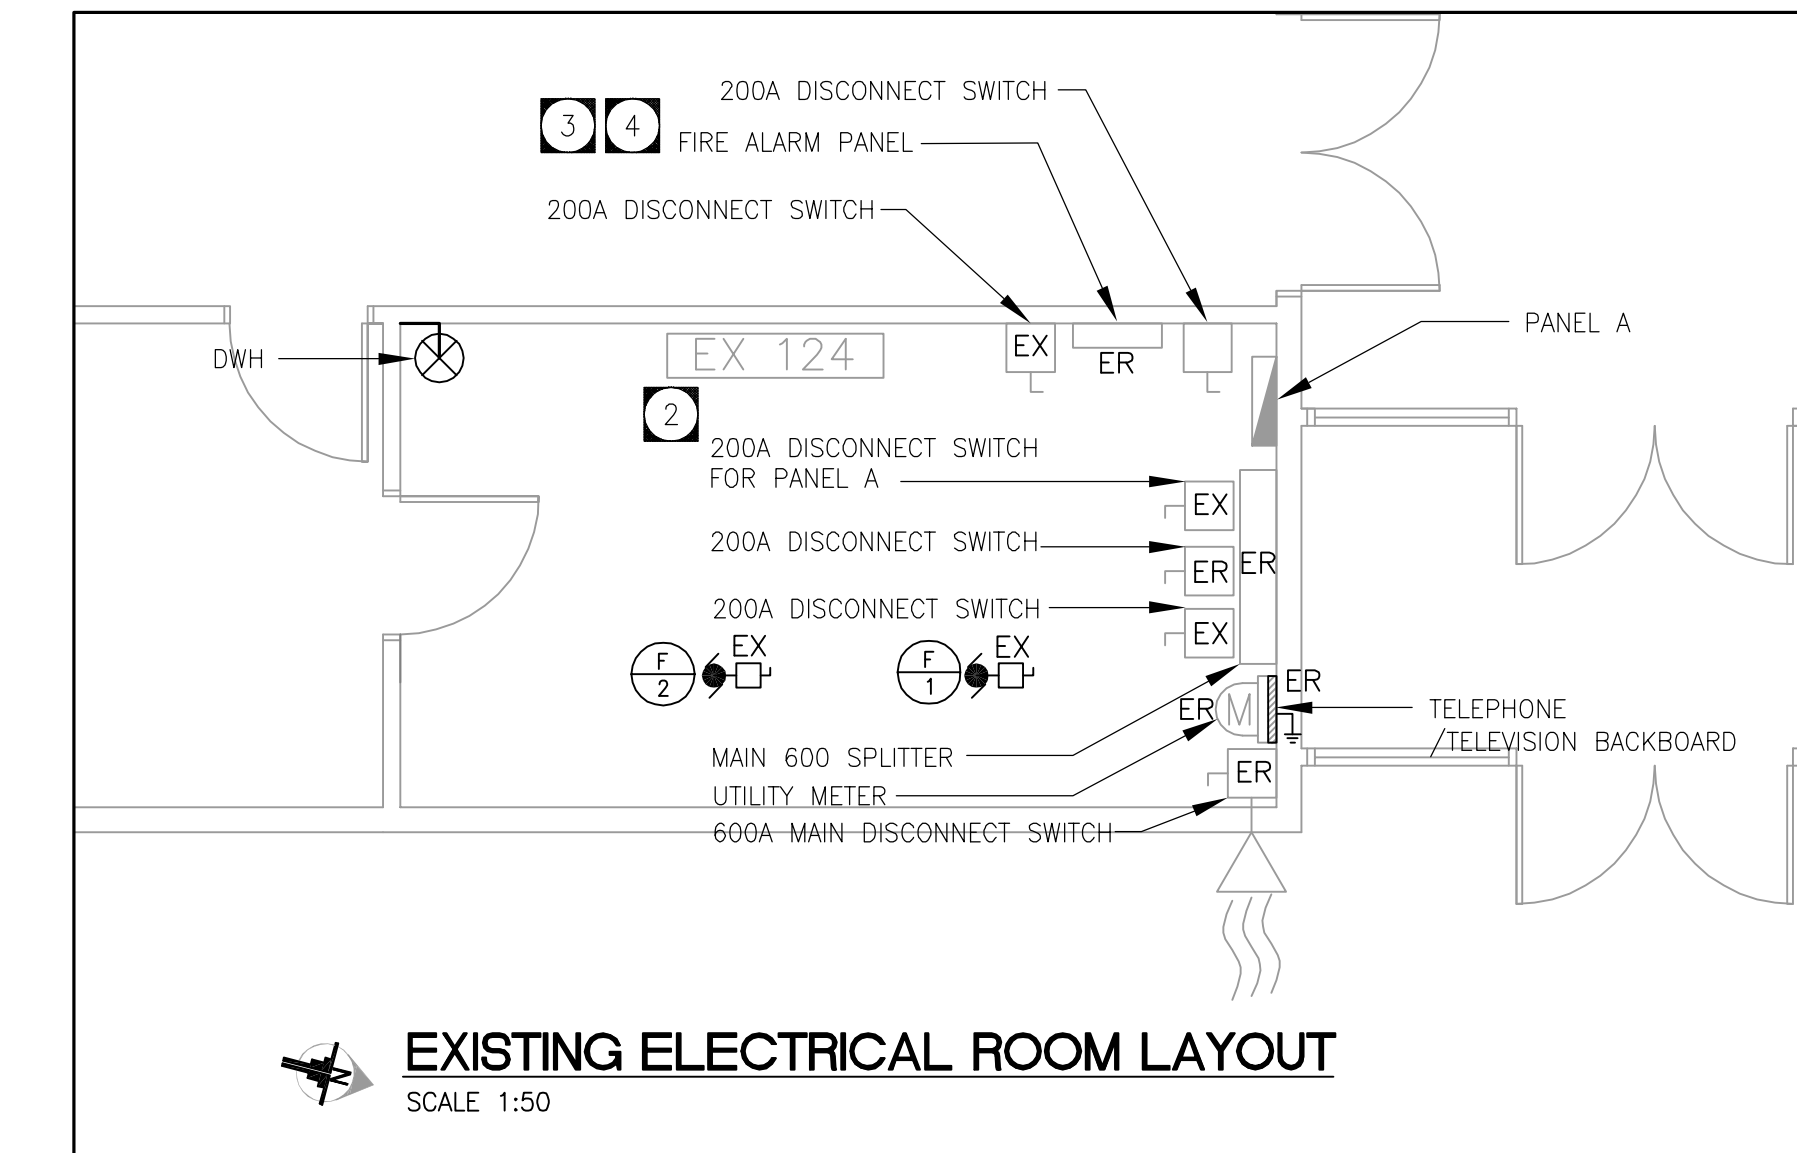 200A DISCONNECT SWITCH
3 4 FIRE ALARM PANEL
200A DISCONNECT SWITCH
PANEL A
DWH
EX 124
EX
ER
2
200A DISCONNECT SWITCH
FOR PANEL A
EX
200A DISCONNECT SWITCH
ER
ER
200A DISCONNECT SWITCH
EX
F
2
EX
F
1
EX
ER
ER
M
TELEPHONE
/TELEVISION BACKBOARD
MAIN 600 SPLITTER
ER
UTILITY METER
600A MAIN DISCONNECT SWITCH
N
EXISTING ELECTRICAL ROOM LAYOUT
SCALE 1:50